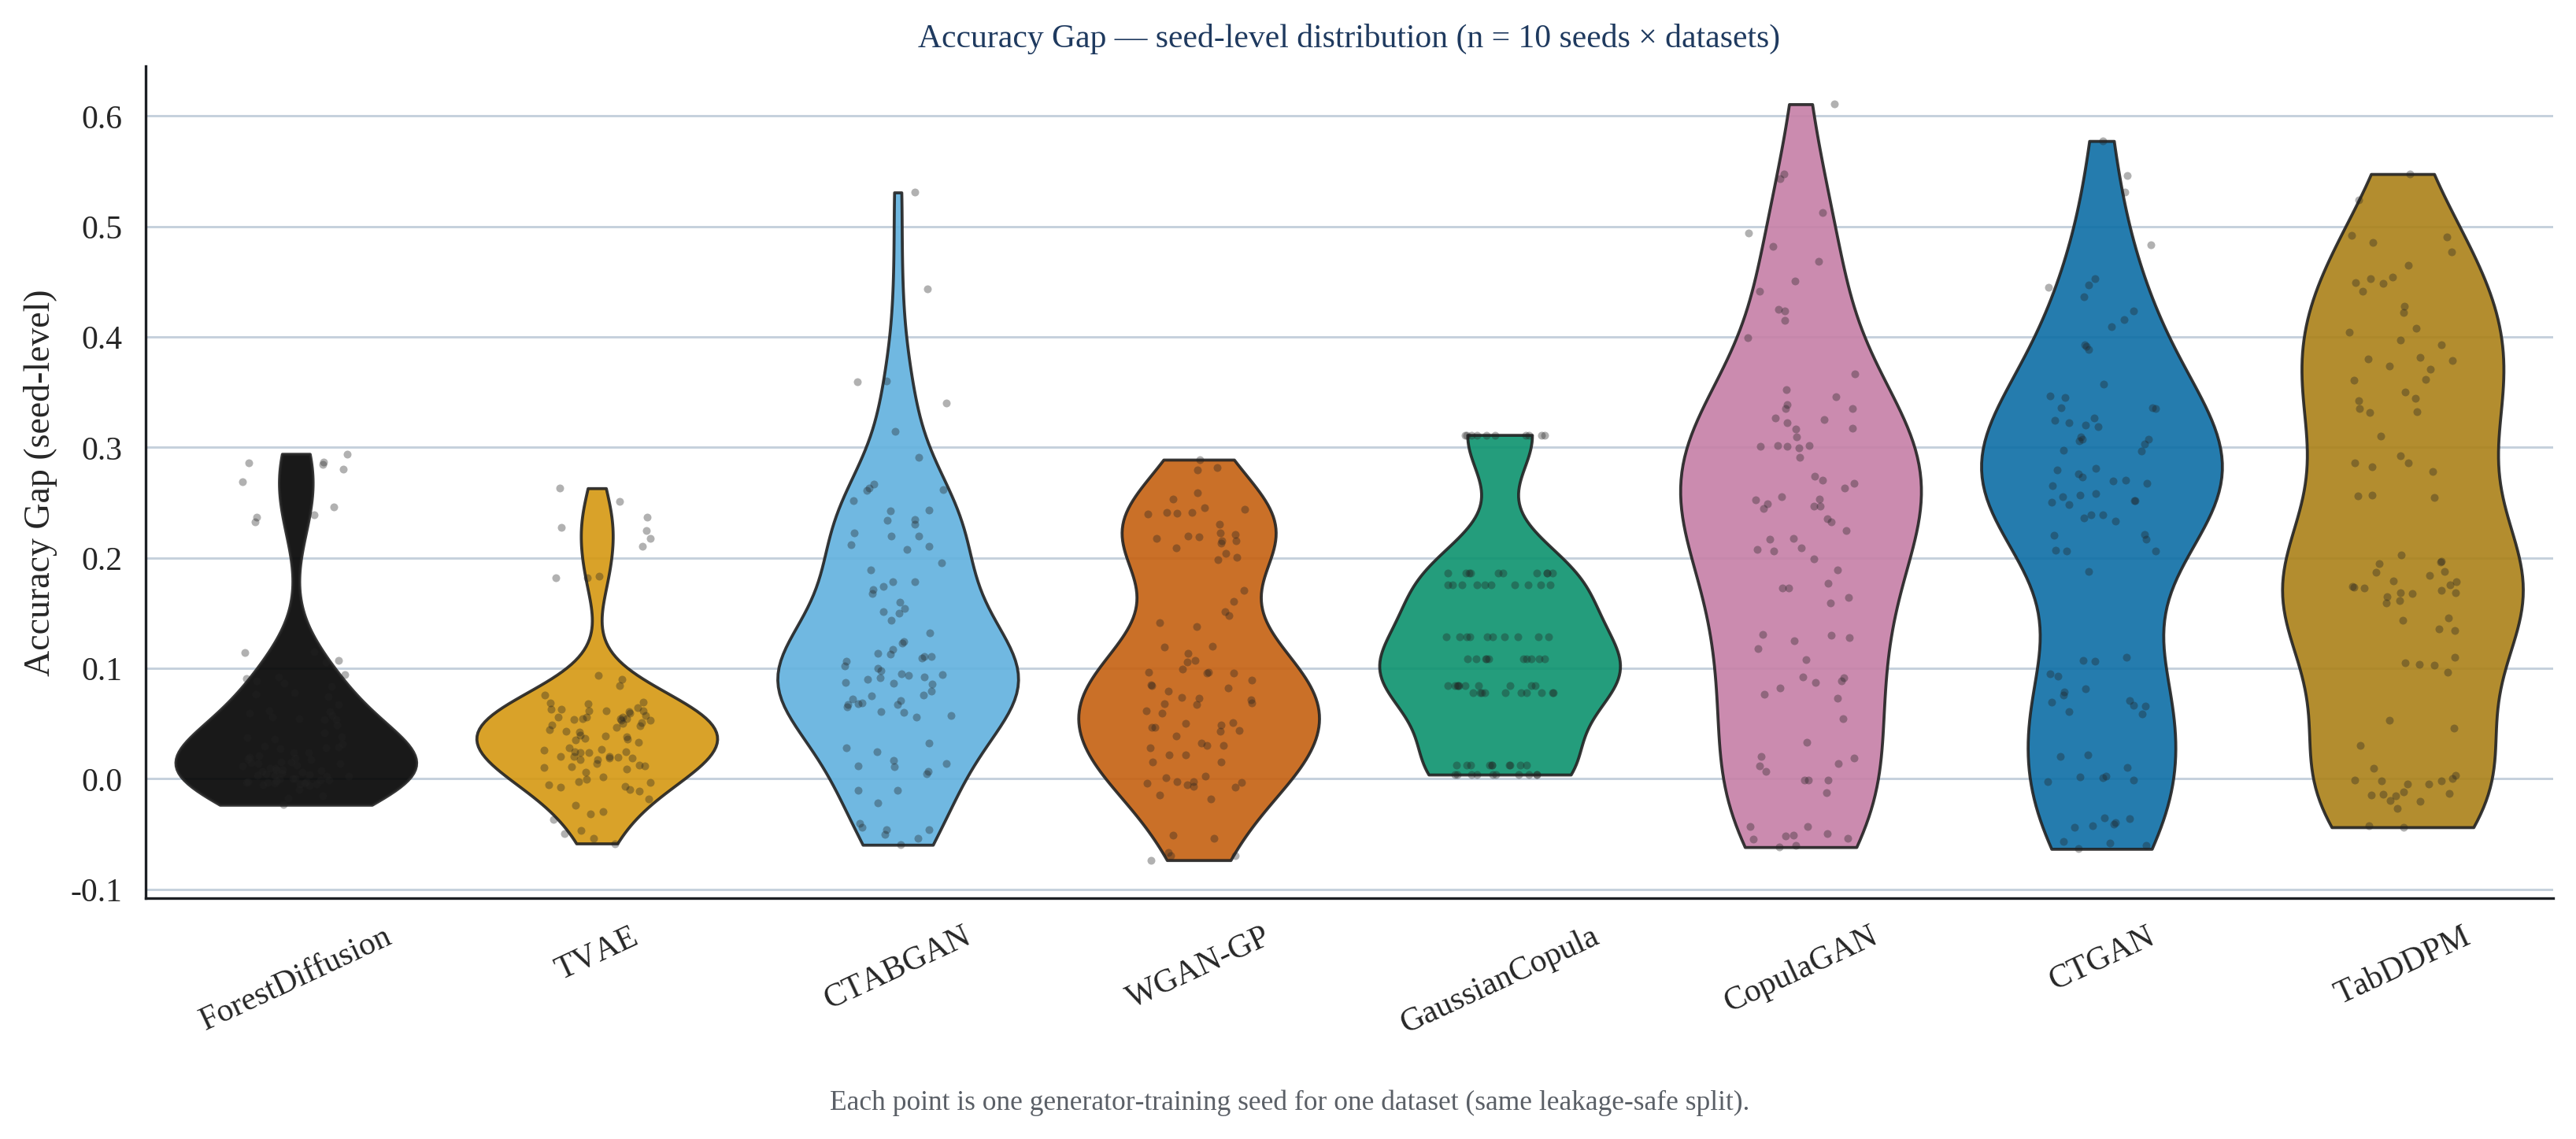 Accuracy Gap — seed-level distribution (n = 10 seeds × datasets)
Accuracy Gap (seed-level)
0.6
0.5
0.4
0.3
0.2
0.1
0.0
-0.1
ForestDiffusion
TVAE
CTABGAN
WGAN-GP
GaussianCopula
CopulaGAN
CTGAN
TabDDPM
Each point is one generator-training seed for one dataset (same leakage-safe split).